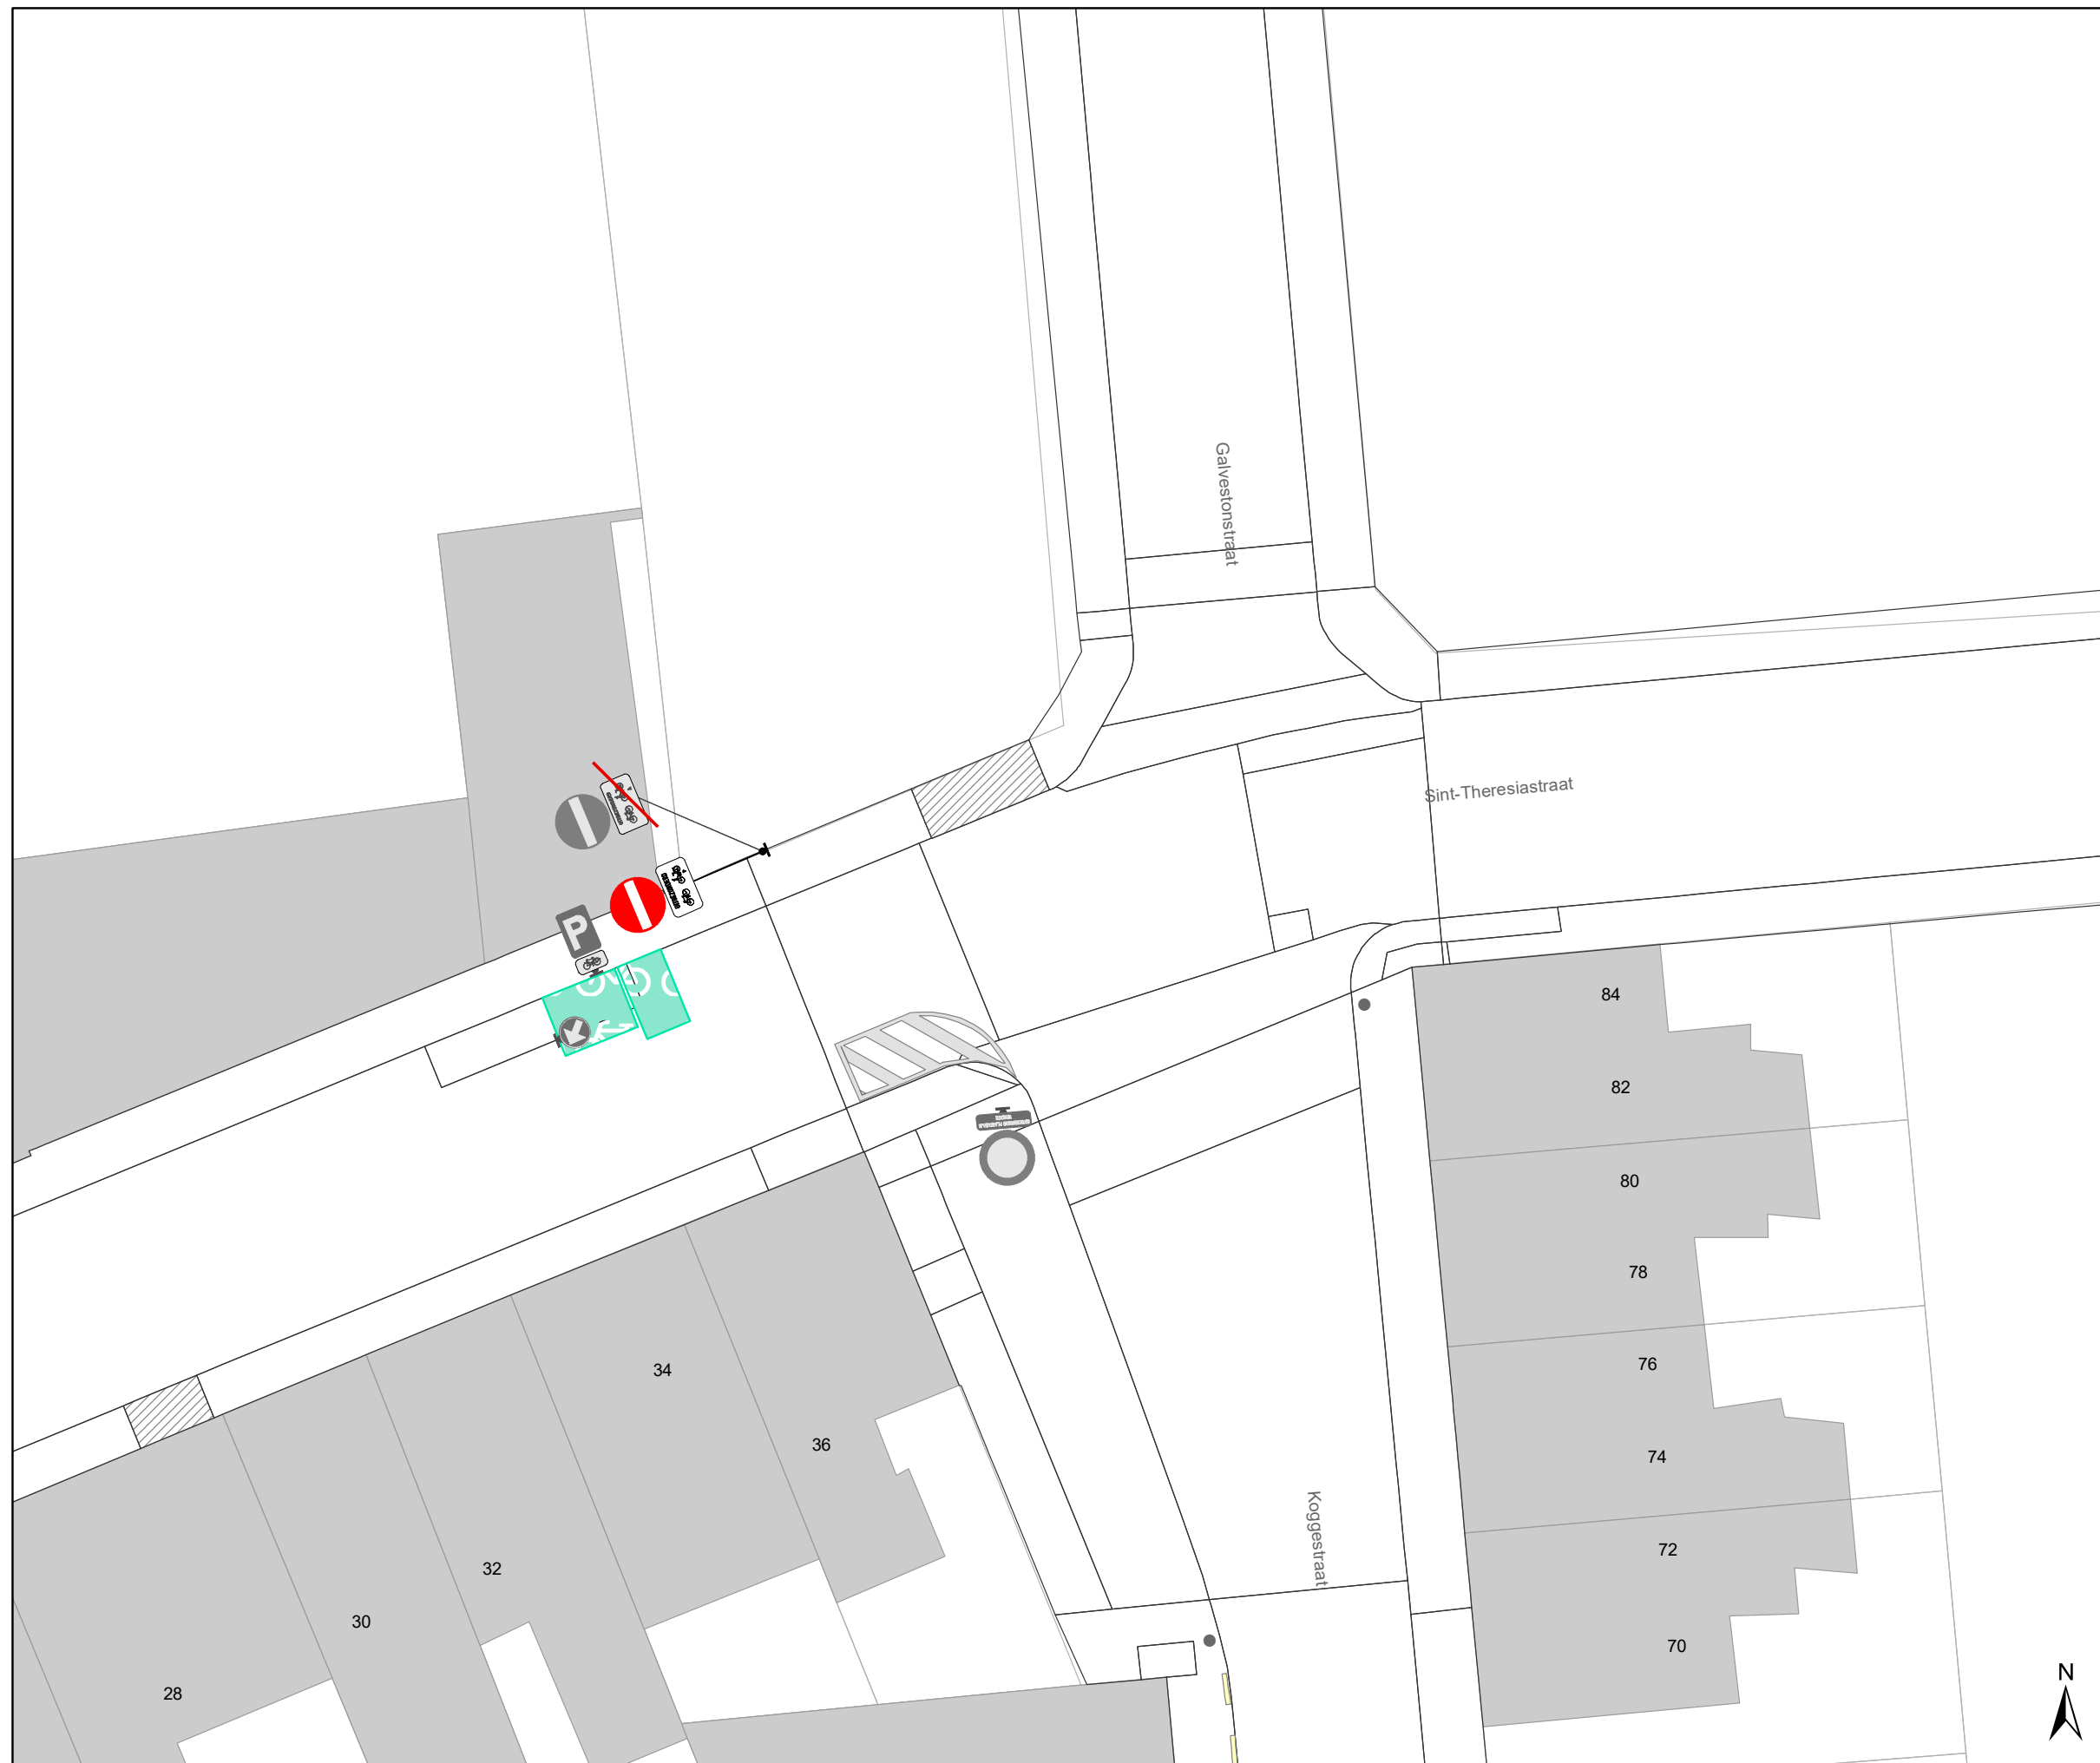 Galvestonstraat
Sint-Theresiastraat
P
84
82
80
78
34
76
36
74
Koggestraat
72
32
30
70
28
N